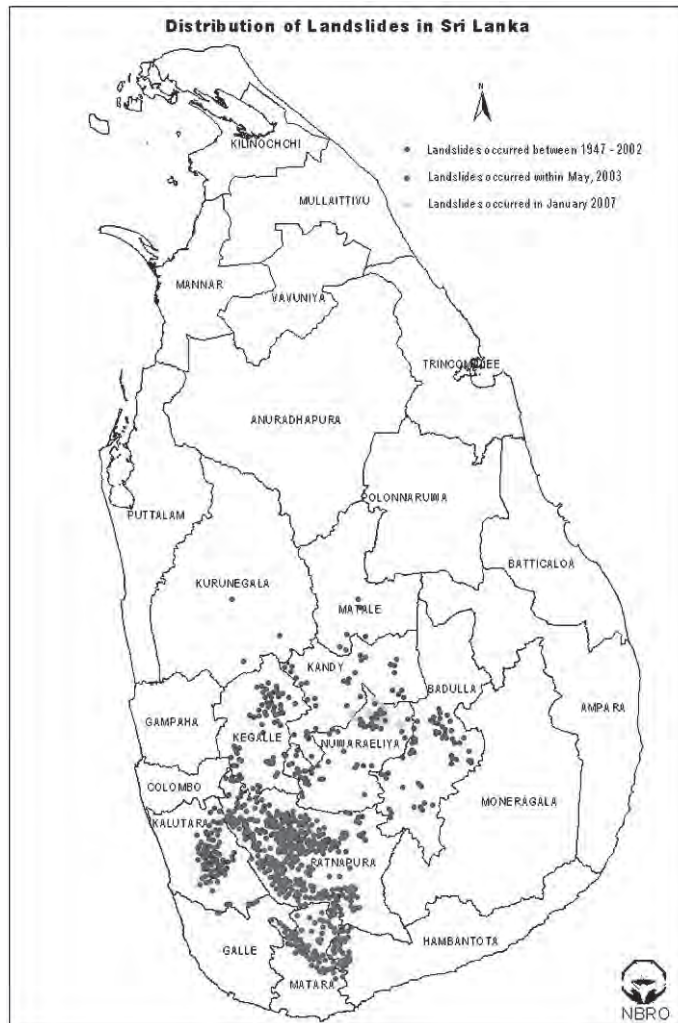 Distribution of Landslides in Sri Lanka
N
KILINOCHCHI
Landslides occurred between 1947 - 2002
Landslides occurred within May, 2003
MULLAITTIVU
Landslides occurred in January 2007
MANNAR
VAVUNIYA
TRINCOMALEE
ANURADHAPURA
POLONNARUWA
PUTTALAM
BATTICALOA
KURUNEGALA
MATALE
KANDY
BADULLA
AMPARA
GAMPAHA
KEGALLE
NUWARAELIYA
COLOMBO
MONERAGALA
KALUTARA
RATNAPURA
HAMBANTOTA
GALLE
MATARA
NBRO